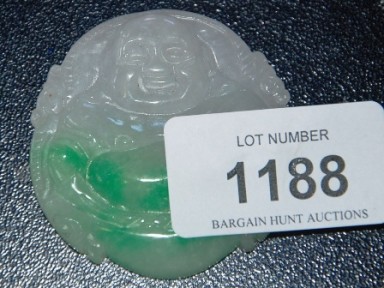 LOT NUMBER
1188
BARGAIN HUNT AUCTIONS